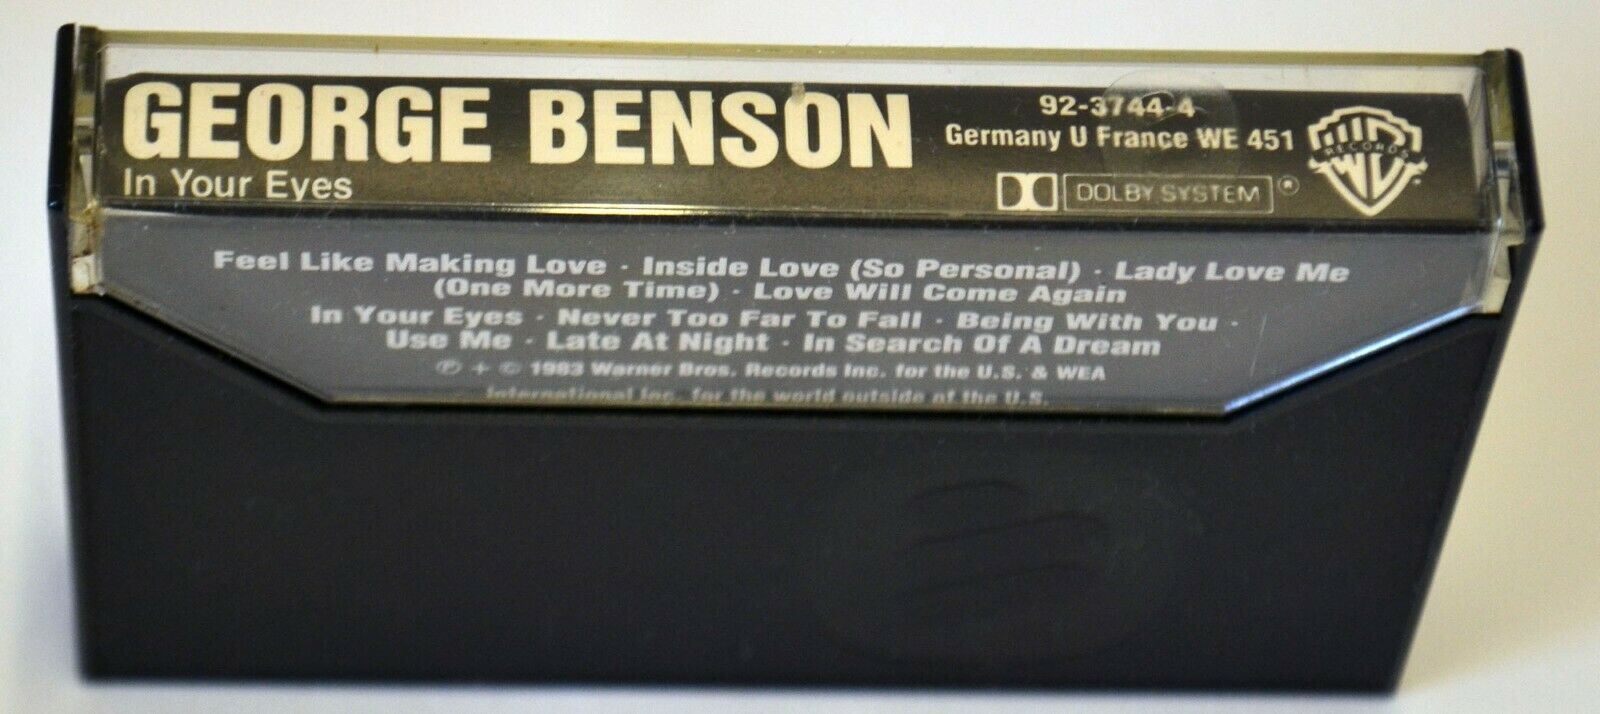 GEORGE BENSON
In Your Eyes
92-3744-4
Germany U France WE 451
DOLBY SYSTEM ®
WB
RECORDS
Feel Like Making Love · Inside Love (So Personal) · Lady Love Me
(One More Time) · Love Will Come Again
In Your Eyes · Never Too Far To Fall · Being With You ·
Use Me · Late At Night · In Search Of A Dream
℗ + © 1983 Warner Bros. Records Inc. for the U.S. & WEA
International Inc. for the world outside of the U.S.